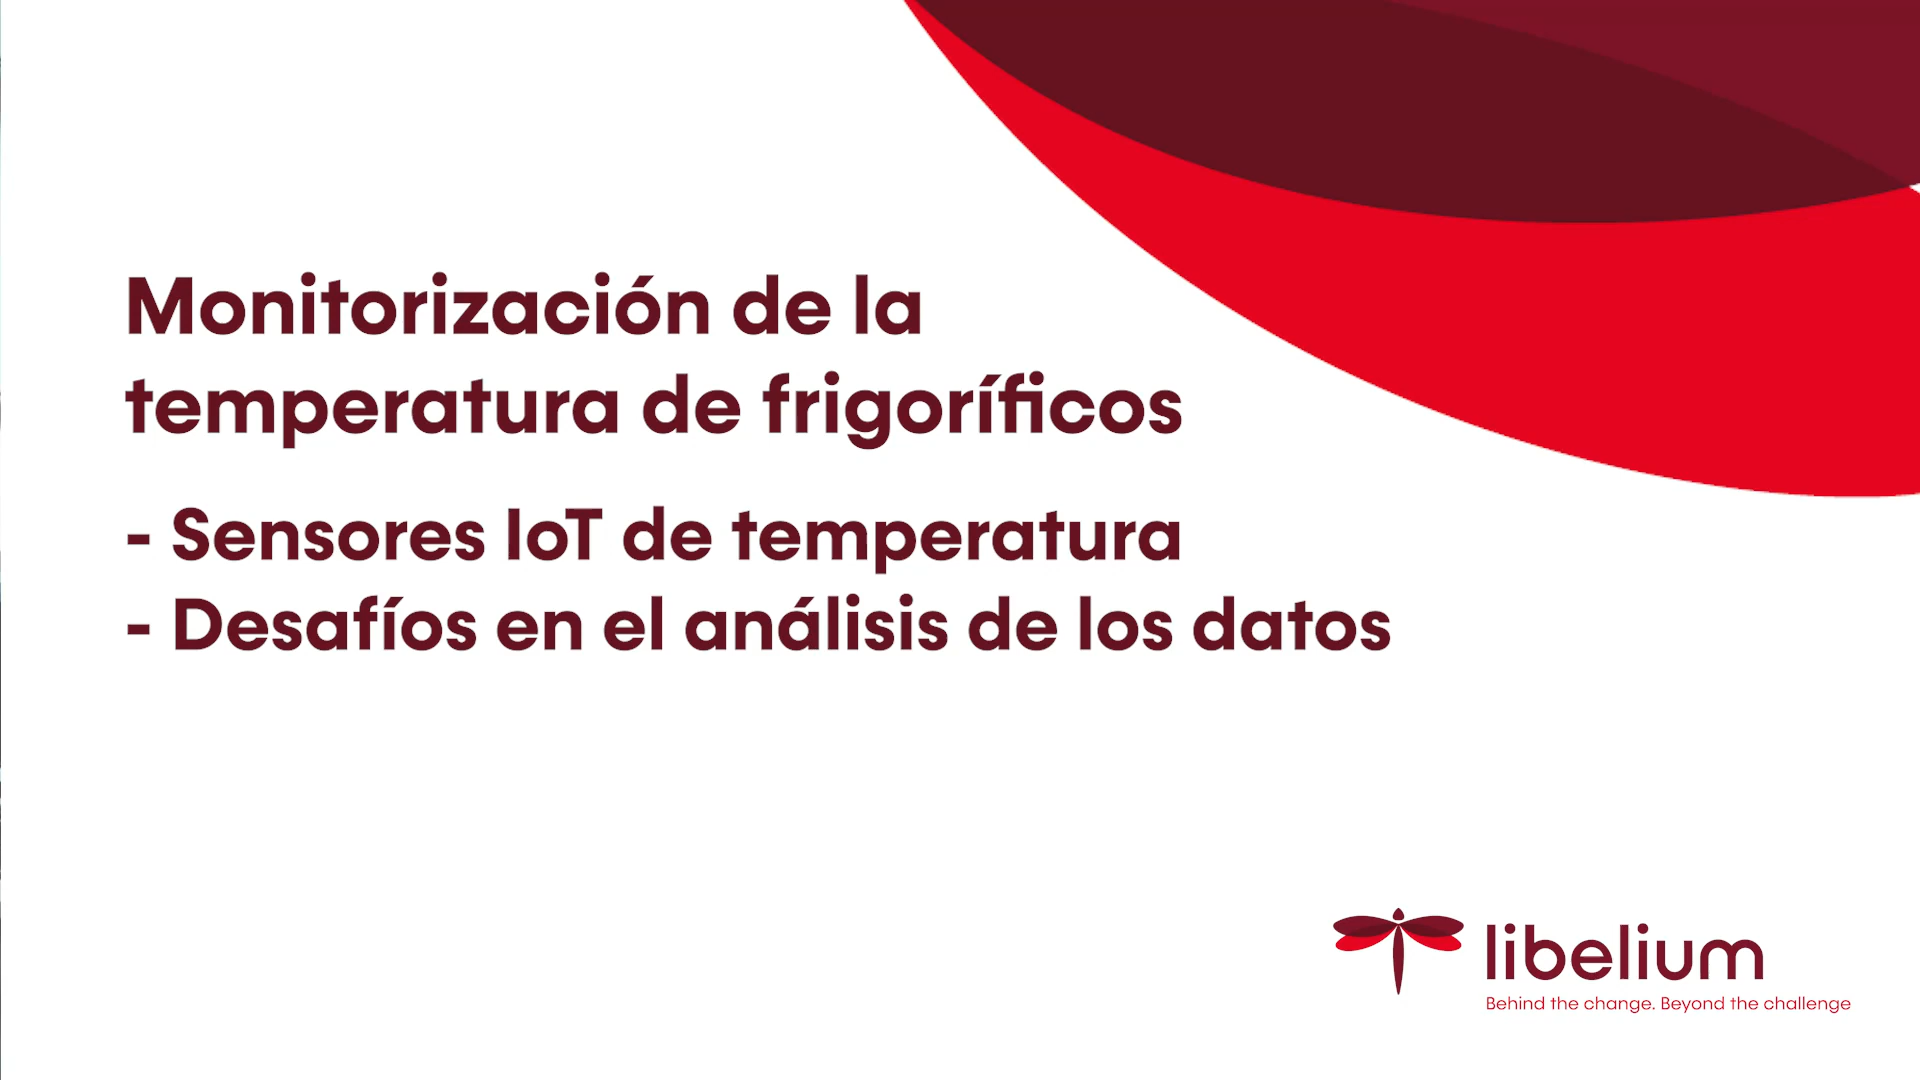 Monitorización de la
temperatura de frigoríficos
- Sensores IoT de temperatura
- Desafíos en el análisis de los datos
libelium
Behind the change. Beyond the challenge